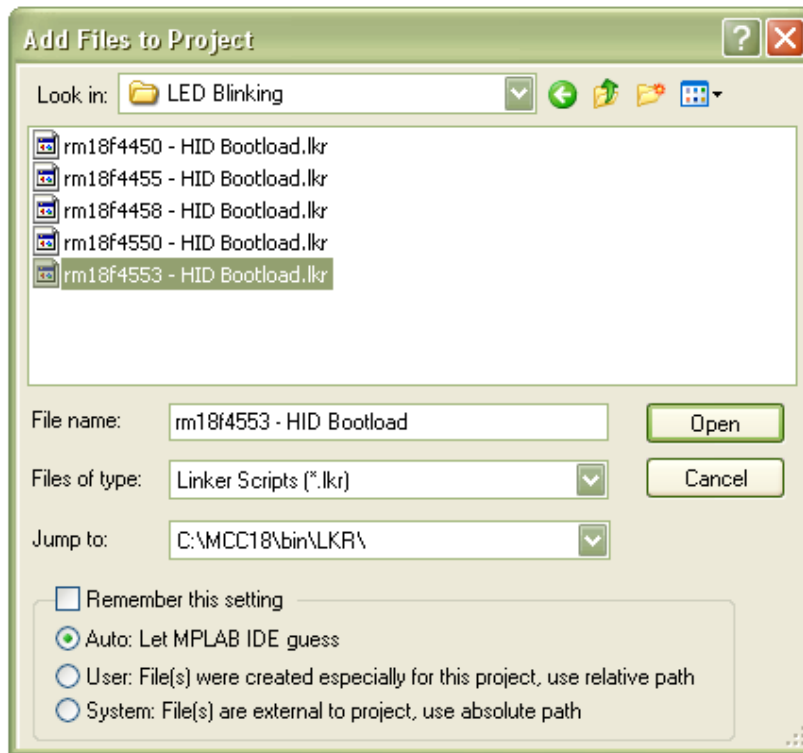 Add Files to Project
Look in: LED Blinking
rm18f4450 - HID Bootload.lkr
rm18f4455 - HID Bootload.lkr
rm18f4458 - HID Bootload.lkr
rm18f4550 - HID Bootload.lkr
rm18f4553 - HID Bootload.lkr
File name: rm18f4553 - HID Bootload Open
Files of type: Linker Scripts (*.lkr) Cancel
Jump to: C:\MCC18\bin\LKR\
Remember this setting
Auto: Let MPLAB IDE guess
User: File(s) were created especially for this project, use relative path
System: File(s) are external to project, use absolute path